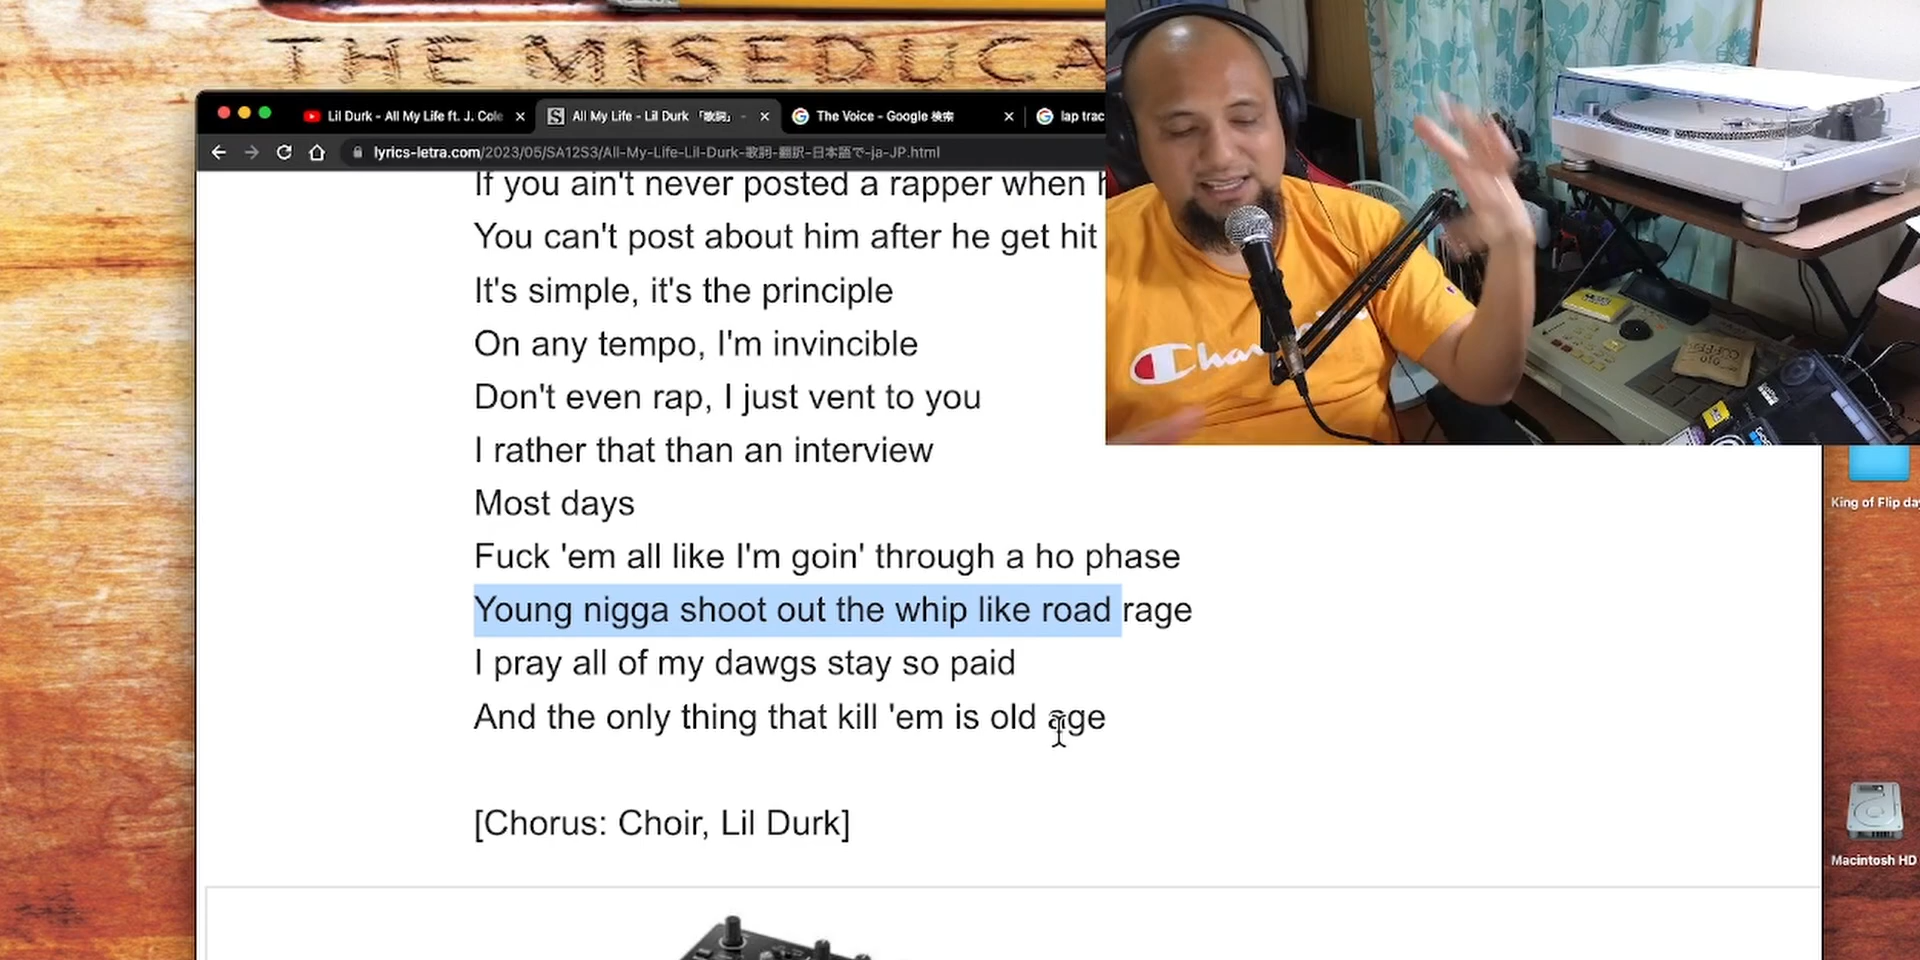 THE MISEDUCA
Lil Durk - All My Life ft. J. Cole
All My Life - Lil Durk 「歌詞」 -
The Voice - Google 検索
lap trac
lyrics-letra.com/2023/05/SA12S3/All-My-Life-Lil-Durk-歌詞-翻訳-日本語で-ja-JP.html
If you ain't never posted a rapper when h
You can't post about him after he get hit
It's simple, it's the principle
On any tempo, I'm invincible
Don't even rap, I just vent to you
I rather that than an interview
Most days
Fuck 'em all like I'm goin' through a ho phase
Young nigga shoot out the whip like road rage
I pray all of my dawgs stay so paid
And the only thing that kill 'em is old age
[Chorus: Choir, Lil Durk]
Cham
King of Flip day
Macintosh HD